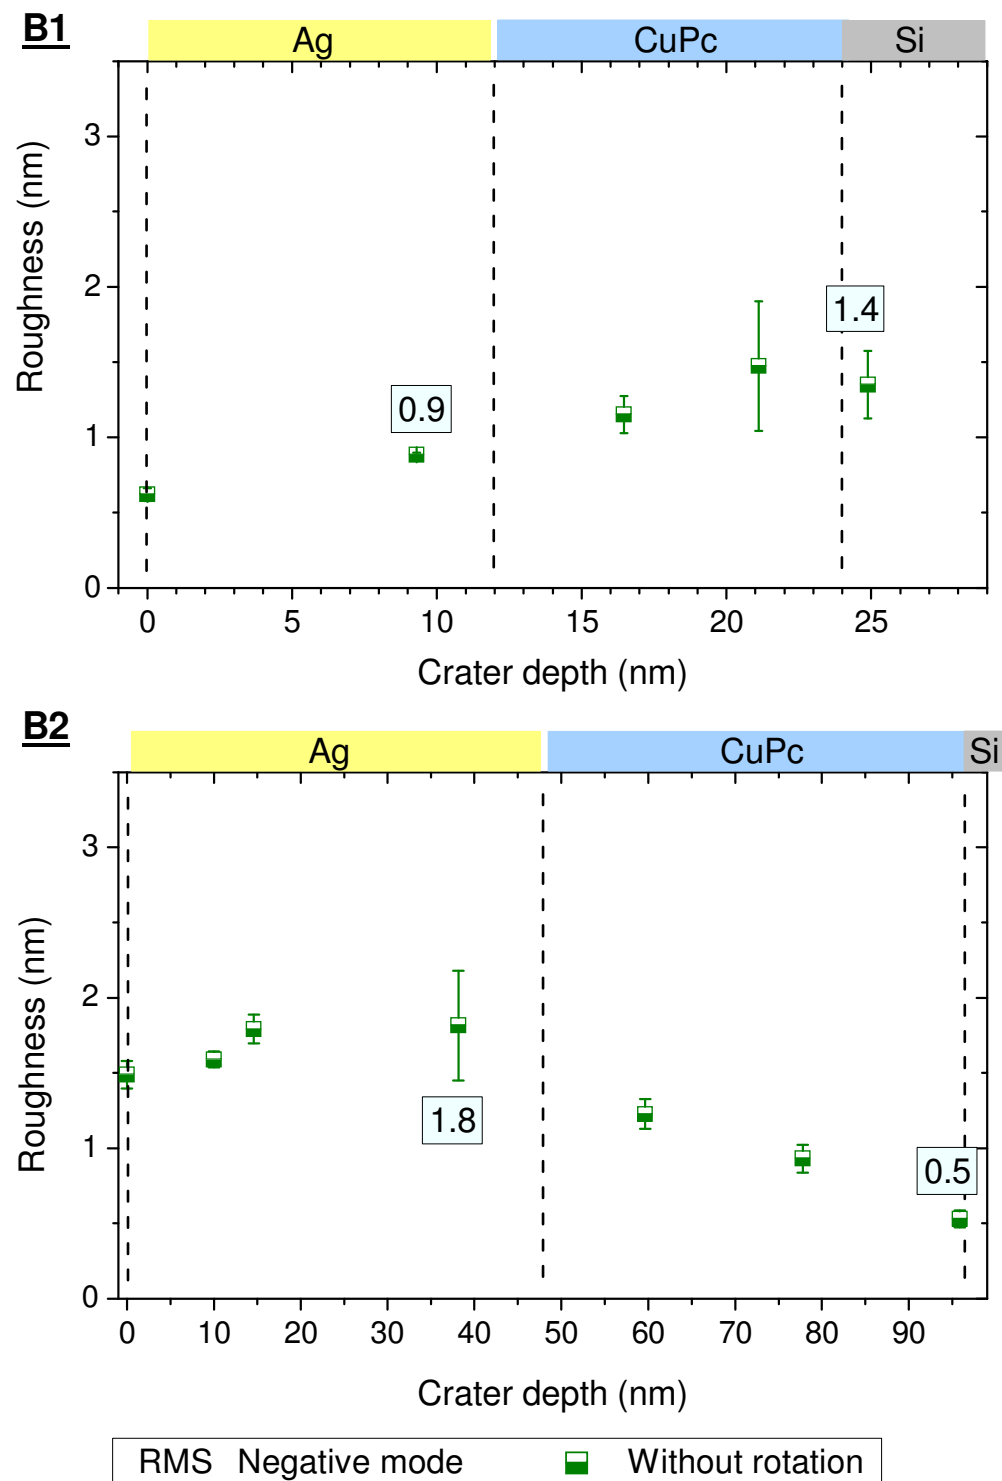 B1
Ag CuPc Si
3
2
1
0
Roughness (nm)
0.9
1.4
0 5 10 15 20 25
Crater depth (nm)
B2
Ag CuPc Si
3
2
1
0
Roughness (nm)
1.8
0.5
0 10 20 30 40 50 60 70 80 90
Crater depth (nm)
RMS Negative mode Without rotation